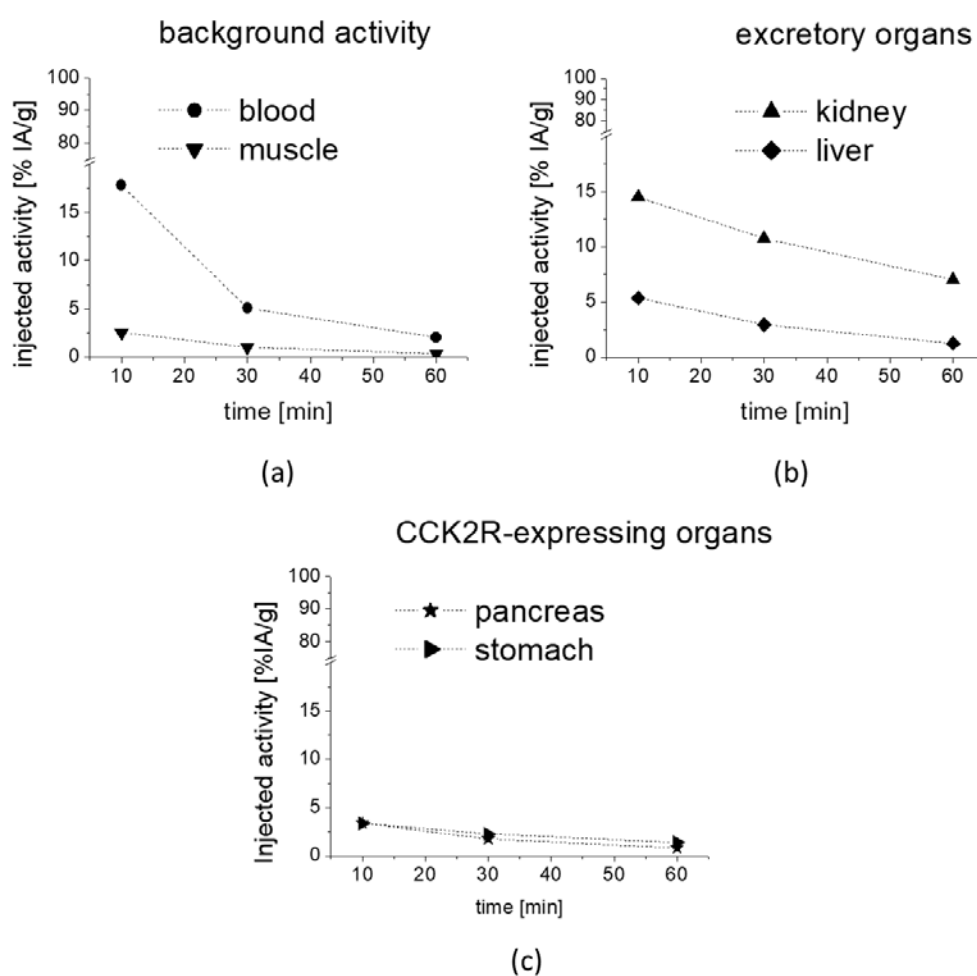 background activity
injected activity [% IA/g]
100
90
80
15
10
5
0
blood
muscle
10 20 30 40 50 60
time [min]
(a)
excretory organs
injected activity [% IA/g]
100
90
80
15
10
5
0
kidney
liver
10 20 30 40 50 60
time [min]
(b)
CCK2R-expressing organs
Injected activity [%IA/g]
100
90
80
15
10
5
0
pancreas
stomach
10 20 30 40 50 60
time [min]
(c)